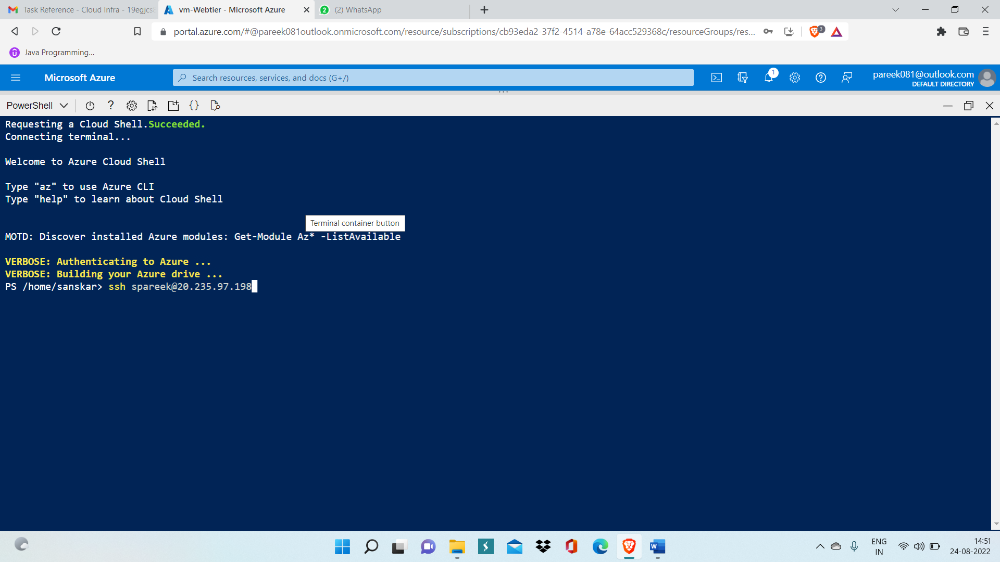 Task Reference - Cloud Infra - 19egjcs
vm-Webtier - Microsoft Azure
2
(2) WhatsApp
portal.azure.com/#@pareek081outlook.onmicrosoft.com/resource/subscriptions/cb93eda2-37f2-4514-a78e-64acc529368c/resourceGroups/res...
3
Java Programming...
Microsoft Azure
Search resources, services, and docs (G+/)
1
pareek081@outlook.com
DEFAULT DIRECTORY
PowerShell
Requesting a Cloud Shell.Succeeded.
Connecting terminal...
Welcome to Azure Cloud Shell
Type "az" to use Azure CLI
Type "help" to learn about Cloud Shell
Terminal container button
MOTD: Discover installed Azure modules: Get-Module Az* -ListAvailable
VERBOSE: Authenticating to Azure ...
VERBOSE: Building your Azure drive ...
PS /home/sanskar> ssh spareek@20.235.97.198
ENG
IN
14:51
24-08-2022